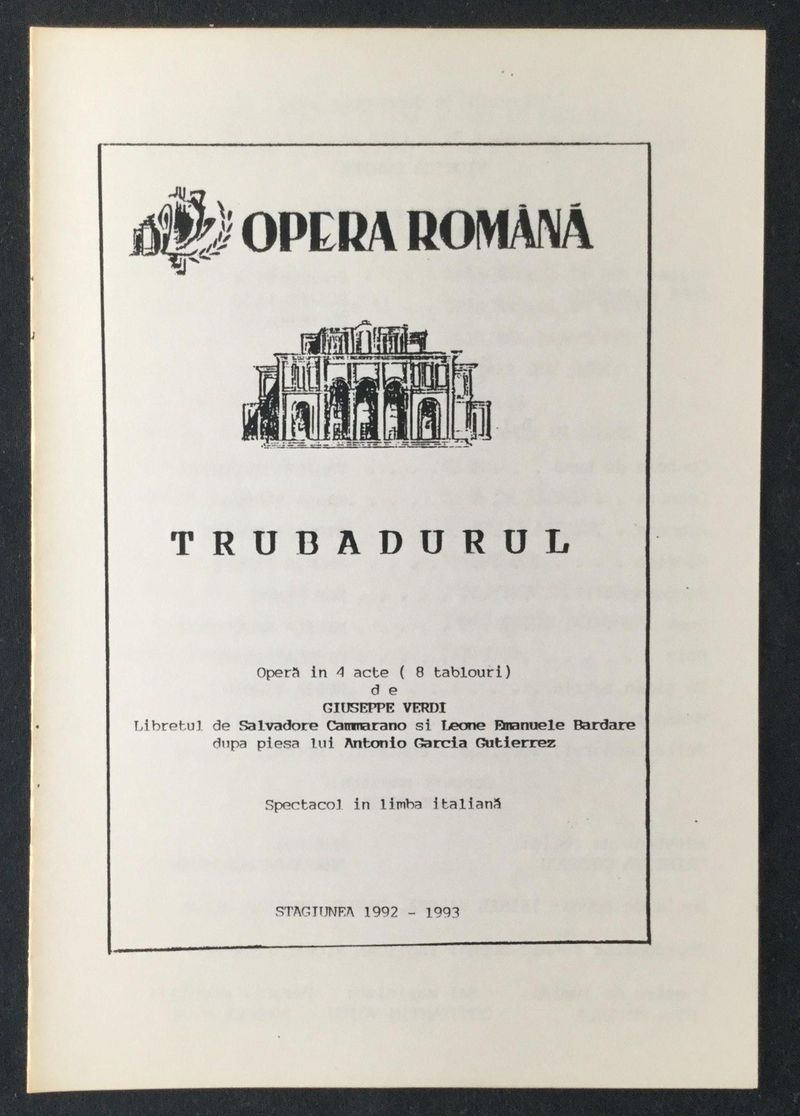 OPERA ROMÂNĂ
TRUBADURUL
Operă in 4 acte ( 8 tablouri)
d e
GIUSEPPE VERDI
Libretul de Salvadore Cammarano si Leone Emanuele Bardare
dupa piesa lui Antonio Garcia Gutierrez
Spectacol in limba italiană
STAGIUNEA 1992 - 1993